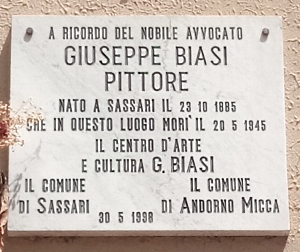 A RICORDO DEL NOBILE AVVOCATO
GIUSEPPE BIASI
PITTORE
NATO A SASSARI IL 23 10 1885
CHE IN QUESTO LUOGO MORI' IL 20 5 1945
IL CENTRO D'ARTE
E CULTURA G. BIASI
IL COMUNE IL COMUNE
DI SASSARI DI ANDORNO MICCA
30 5 1998